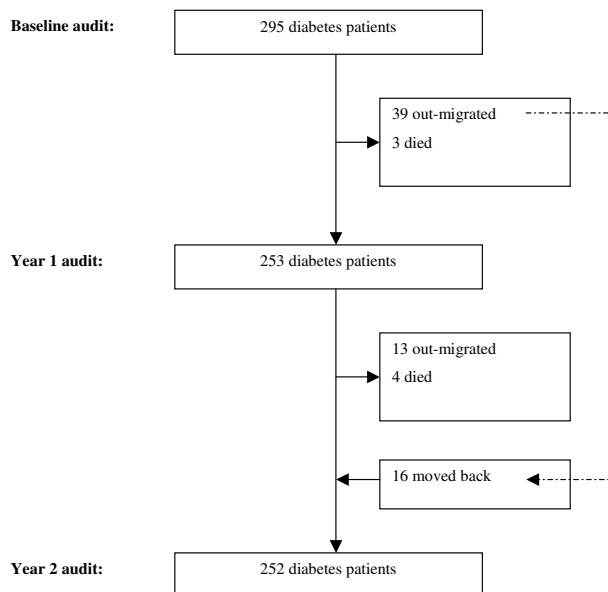 Baseline audit:
295 diabetes patients
39 out-migrated
3 died
Year 1 audit:
253 diabetes patients
13 out-migrated
4 died
16 moved back
Year 2 audit:
252 diabetes patients